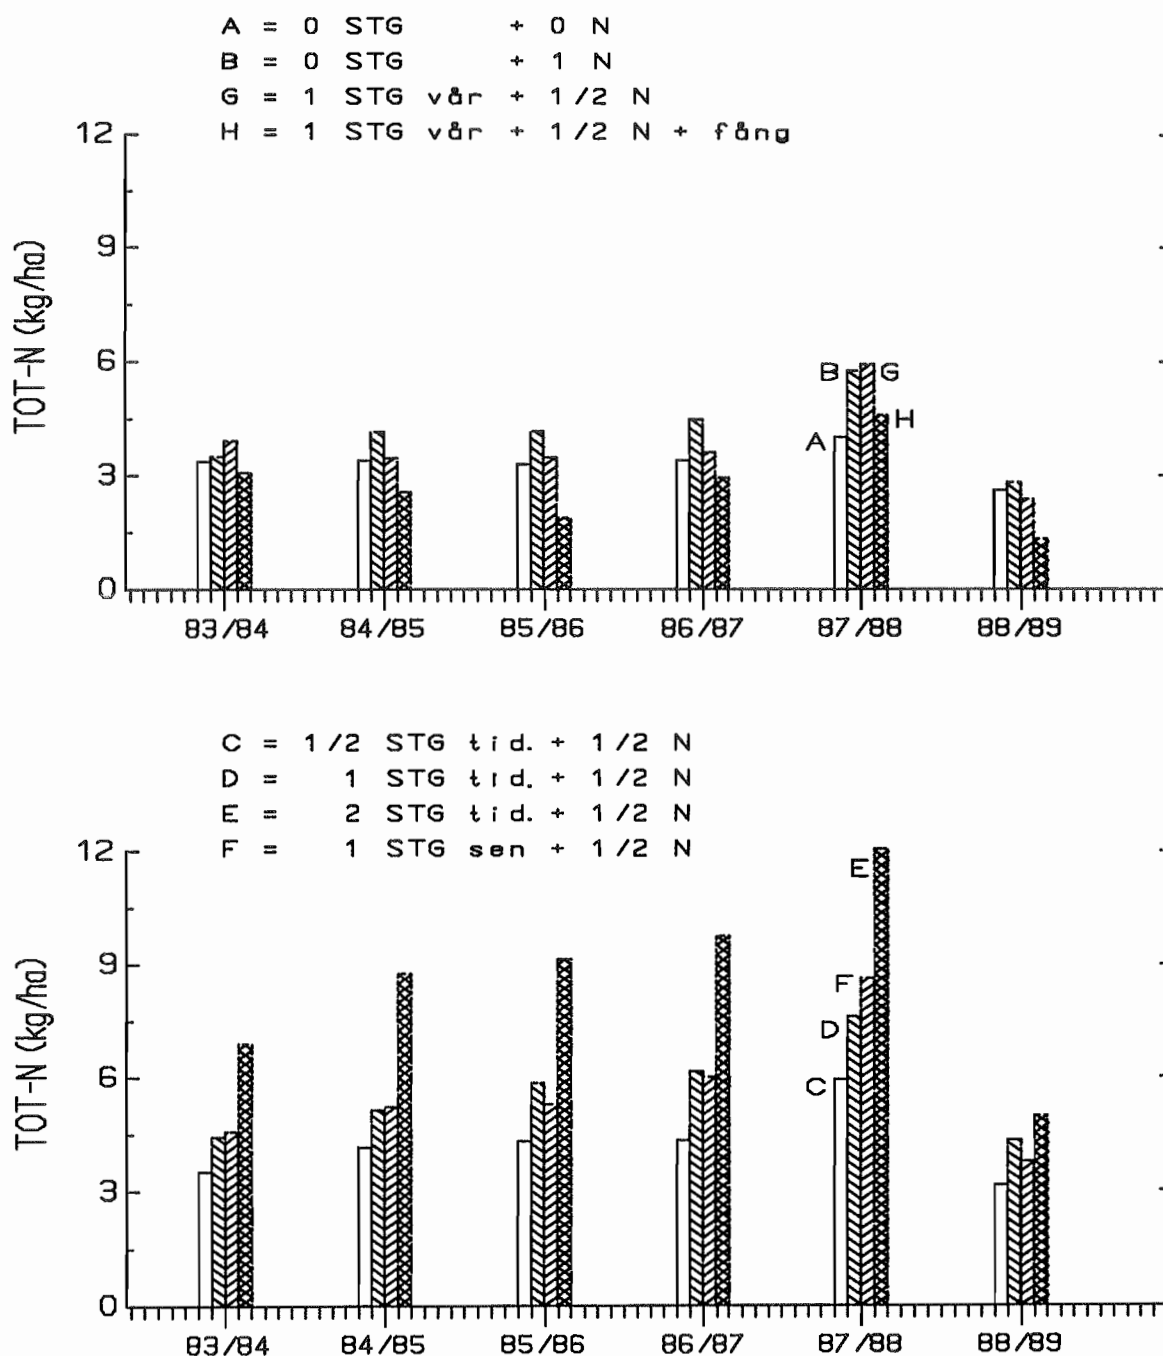 A = 0 STG + 0 N
B = 0 STG + 1 N
G = 1 STG vår + 1/2 N
H = 1 STG vår + 1/2 N + fång
12
9
6
3
0
TOT-N (kg/ha)
A
B
G
H
83/84 84/85 85/86 86/87 87/88 88/89
C = 1/2 STG tid. + 1/2 N
D = 1 STG tid. + 1/2 N
E = 2 STG tid. + 1/2 N
F = 1 STG sen + 1/2 N
12
9
6
3
0
TOT-N (kg/ha)
C
D
F
E
83/84 84/85 85/86 86/87 87/88 88/89